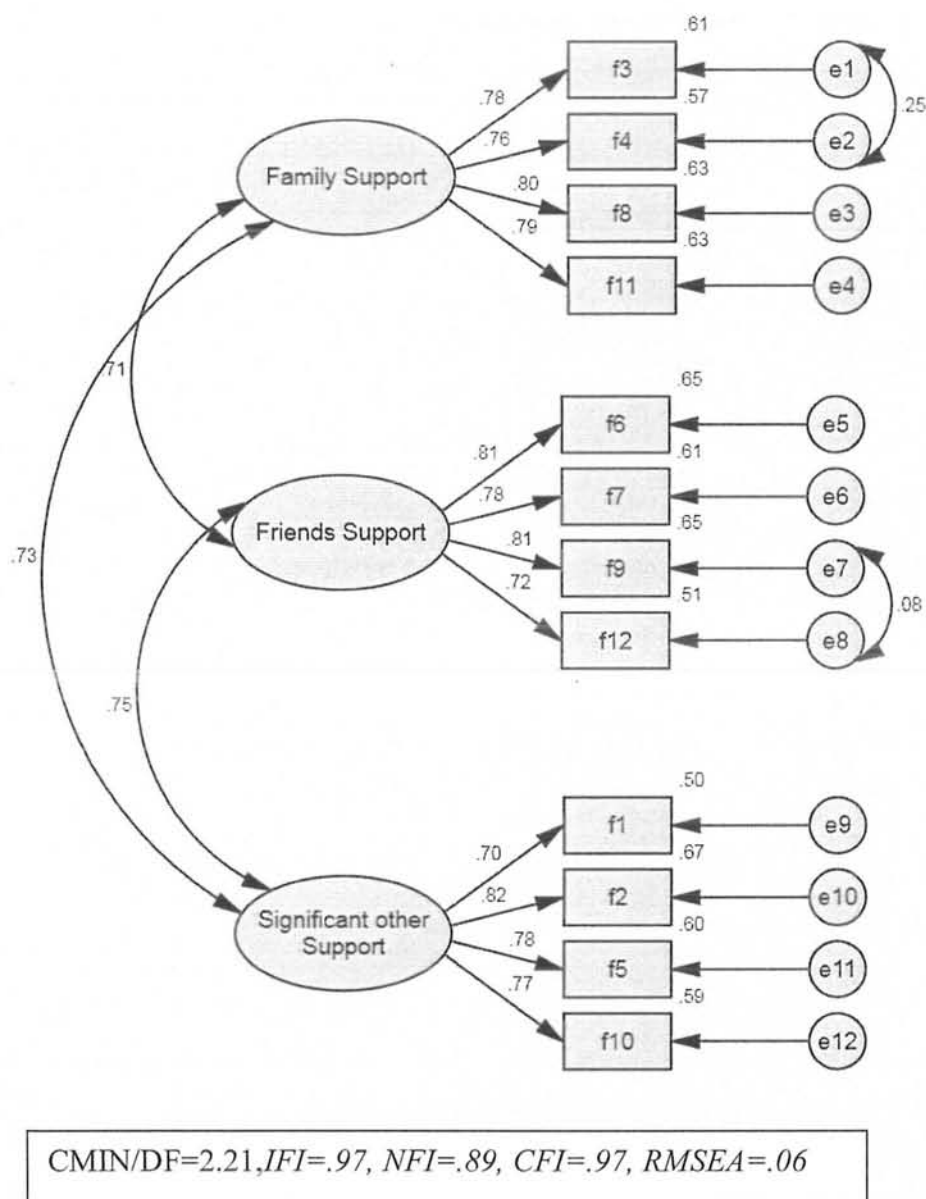 .61
f3
e1
.78
.57
.25
.76
f4
e2
Family Support
.63
.80
f8
e3
.79
.63
f11
e4
.71
.65
f6
e5
.81
.61
.78
f7
e6
Friends Support
.65
.73
.81
f9
e7
.72
.51
.08
f12
e8
.75
.50
f1
e9
.70
.67
.82
f2
e10
Significant other
Support
.60
.78
f5
e11
.77
.59
f10
e12
CMIN/DF=2.21,IFI=.97, NFI=.89, CFI=.97, RMSEA=.06